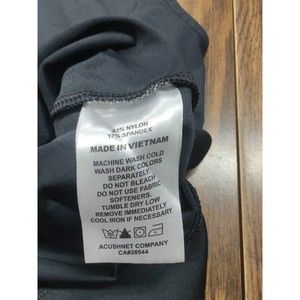 % NYLON
17% SPANDEX
MADE IN VIETNAM
MACHINE WASH COLD
WASH DARK COLORS
SEPARATELY.
DO NOT BLEACH.
DO NOT USE FABRIC
SOFTENERS.
TUMBLE DRY LOW
REMOVE IMMEDIATELY
COOL IRON IF NECESSARY
ACUSHNET COMPANY
CA#28544